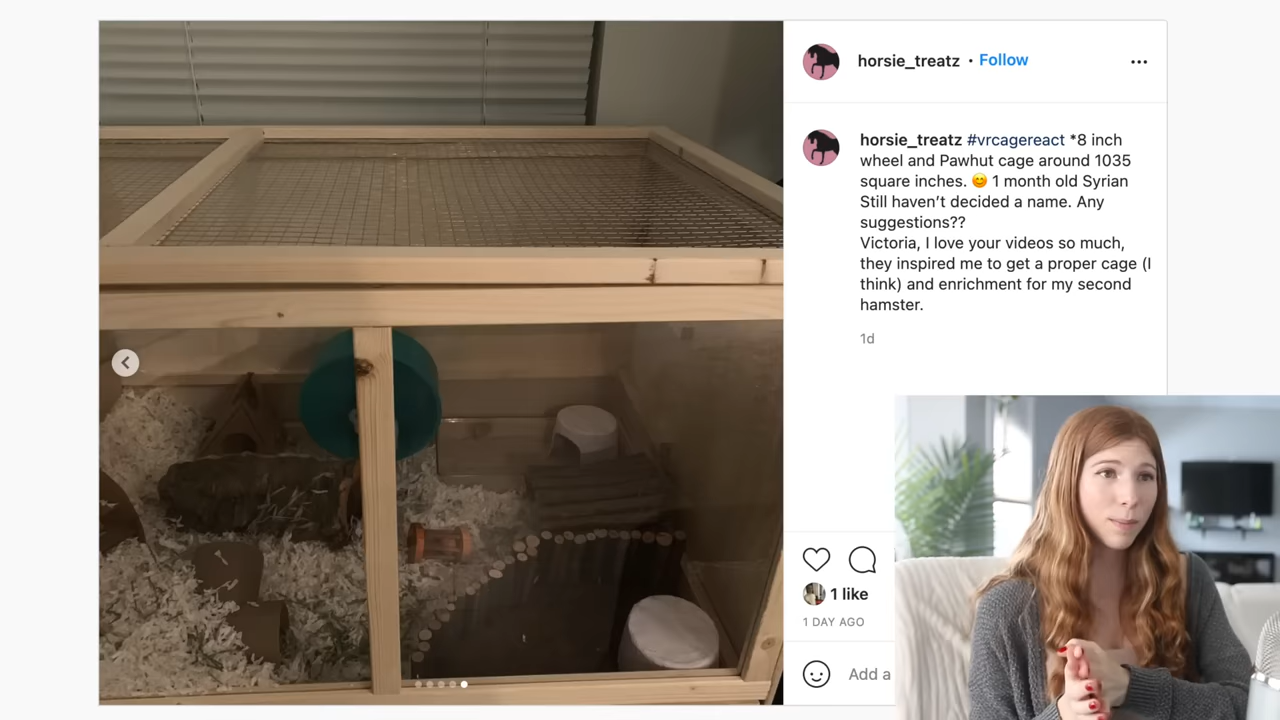 horsie_treatz • Follow
horsie_treatz #vrcagereact *8 inch
wheel and Pawhut cage around 1035
square inches. 😊 1 month old Syrian
Still haven't decided a name. Any
suggestions??
Victoria, I love your videos so much,
they inspired me to get a proper cage (I
think) and enrichment for my second
hamster.
1d
1 like
1 DAY AGO
Add a